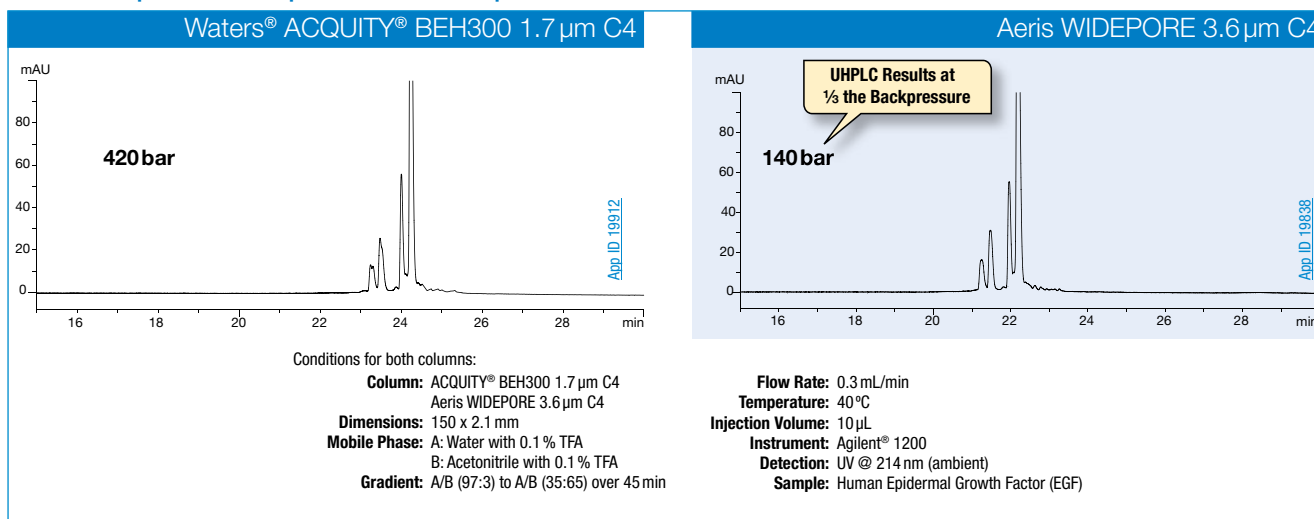 Waters® ACQUITY® BEH300 1.7 µm C4
mAU
80
60
40
20
0
420 bar
App ID 19912
16 18 20 22 24 26 28 min
Aeris WIDEPORE 3.6 µm C4
mAU
80
60
40
20
0
UHPLC Results at
⅓ the Backpressure
140 bar
App ID 19838
16 18 20 22 24 26 28 min
Conditions for both columns:
Column: ACQUITY® BEH300 1.7 µm C4
Aeris WIDEPORE 3.6 µm C4
Dimensions: 150 x 2.1 mm
Mobile Phase: A: Water with 0.1 % TFA
B: Acetonitrile with 0.1 % TFA
Gradient: A/B (97:3) to A/B (35:65) over 45 min
Flow Rate: 0.3 mL/min
Temperature: 40 ºC
Injection Volume: 10 µL
Instrument: Agilent® 1200
Detection: UV @ 214 nm (ambient)
Sample: Human Epidermal Growth Factor (EGF)